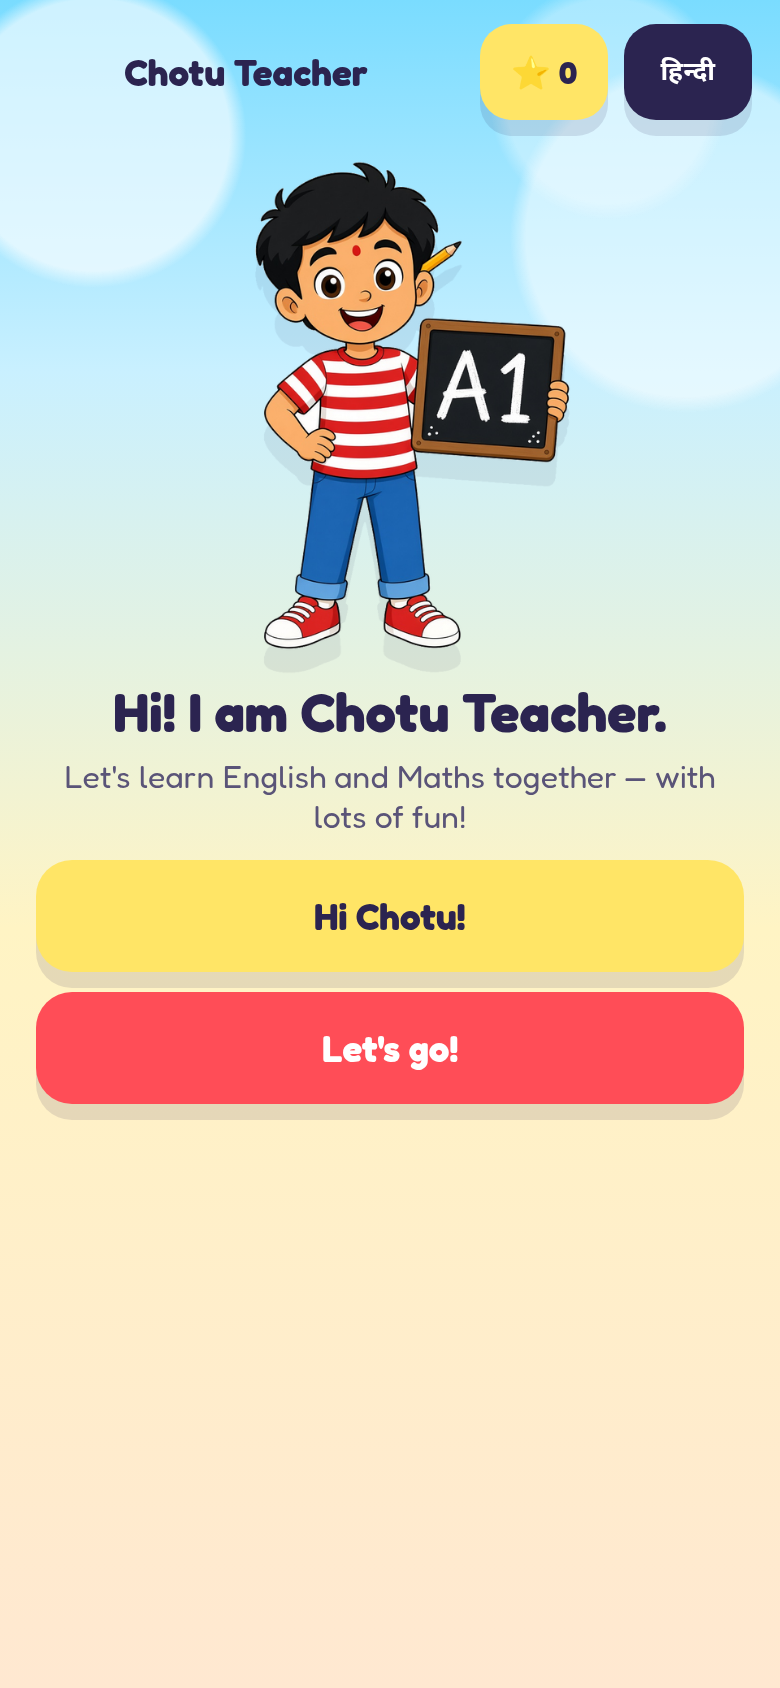 Chotu Teacher
⭐ 0
हिन्दी
A1
Hi! I am Chotu Teacher.
Let's learn English and Maths together — with
lots of fun!
Hi Chotu!
Let's go!